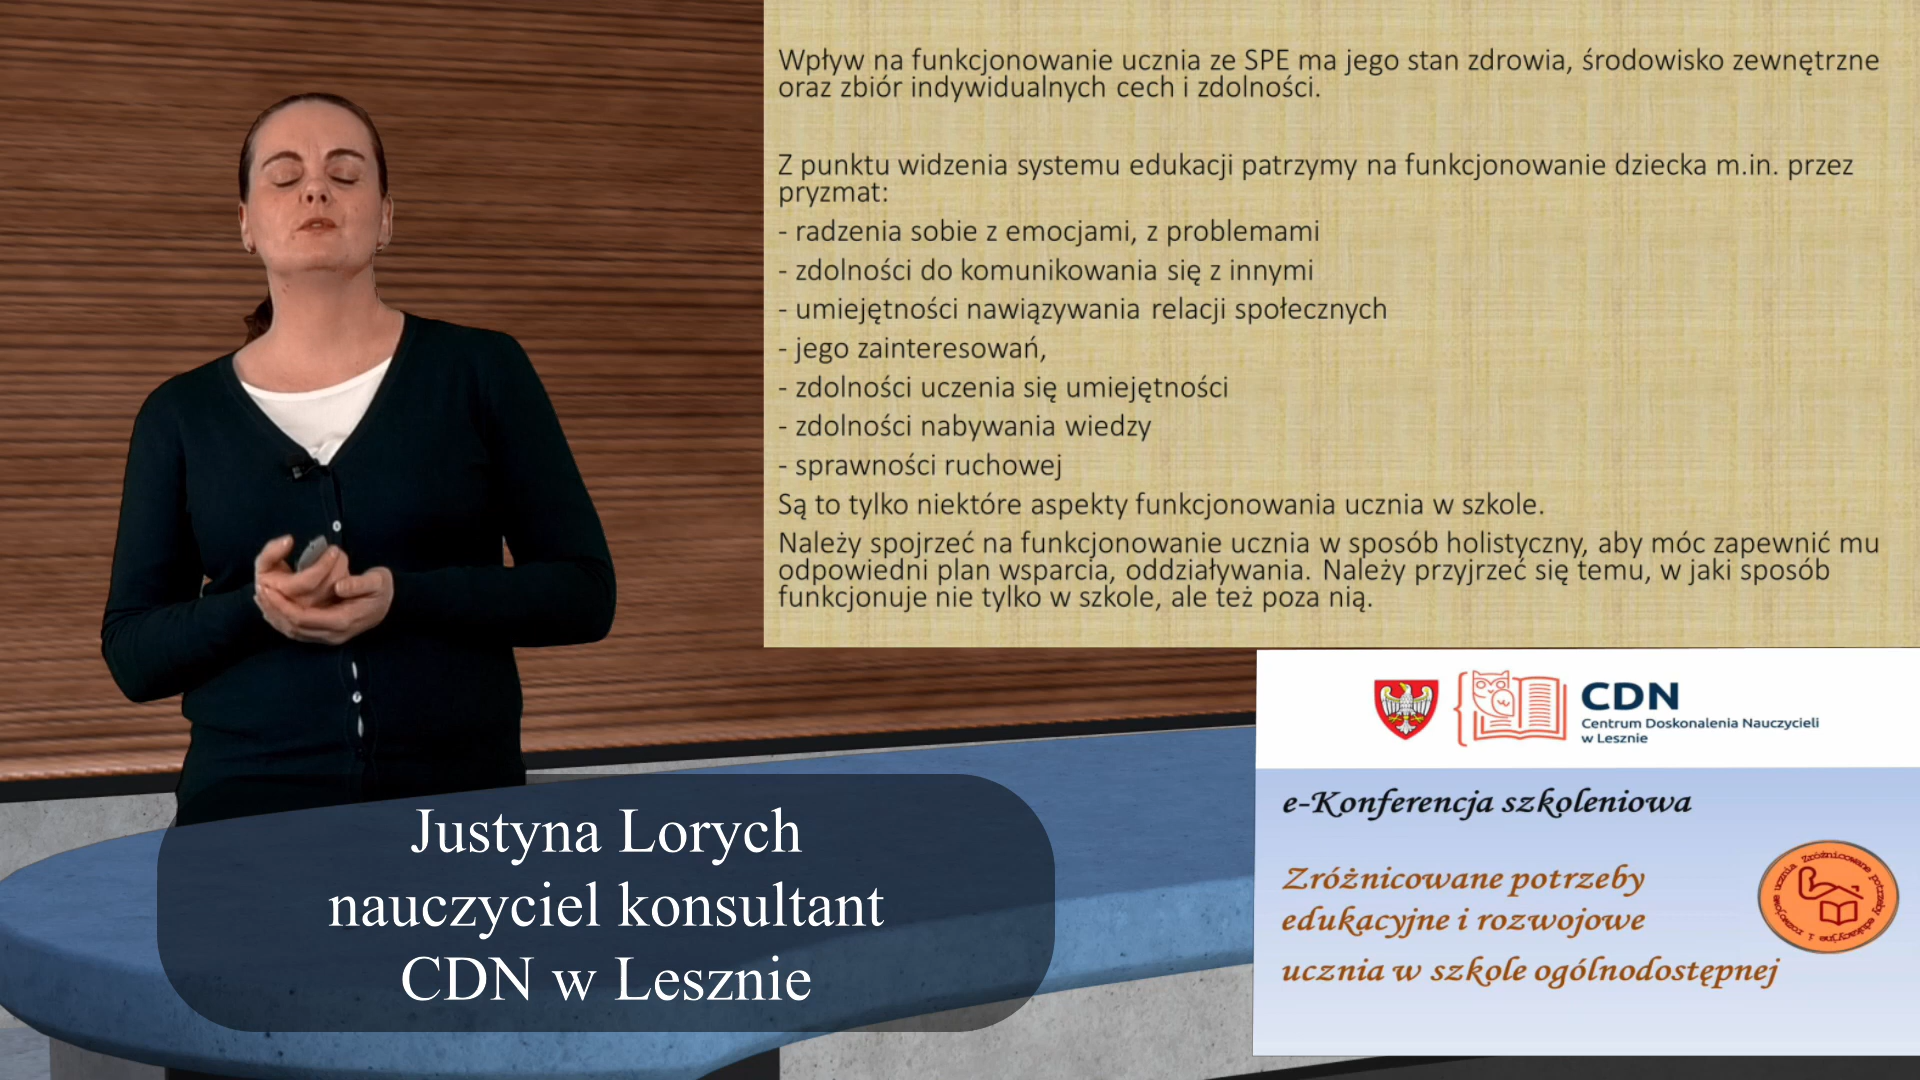 Wpływ na funkcjonowanie ucznia ze SPE ma jego stan zdrowia, środowisko zewnętrzne
oraz zbiór indywidualnych cech i zdolności.
Z punktu widzenia systemu edukacji patrzymy na funkcjonowanie dziecka m.in. przez
pryzmat:
- radzenia sobie z emocjami, z problemami
- zdolności do komunikowania się z innymi
- umiejętności nawiązywania relacji społecznych
- jego zainteresowań,
- zdolności uczenia się umiejętności
- zdolności nabywania wiedzy
- sprawności ruchowej
Są to tylko niektóre aspekty funkcjonowania ucznia w szkole.
Należy spojrzeć na funkcjonowanie ucznia w sposób holistyczny, aby móc zapewnić mu
odpowiedni plan wsparcia, oddziaływania. Należy przyjrzeć się temu, w jaki sposób
funkcjonuje nie tylko w szkole, ale też poza nią.
CDN
Centrum Doskonalenia Nauczycieli
w Lesznie
e-Konferencja szkoleniowa
Zróżnicowane potrzeby
edukacyjne i rozwojowe
ucznia w szkole ogólnodostępnej
Zróżnicowane potrzeby edukacyjne i rozwojowe ucznia
Justyna Lorych
nauczyciel konsultant
CDN w Lesznie